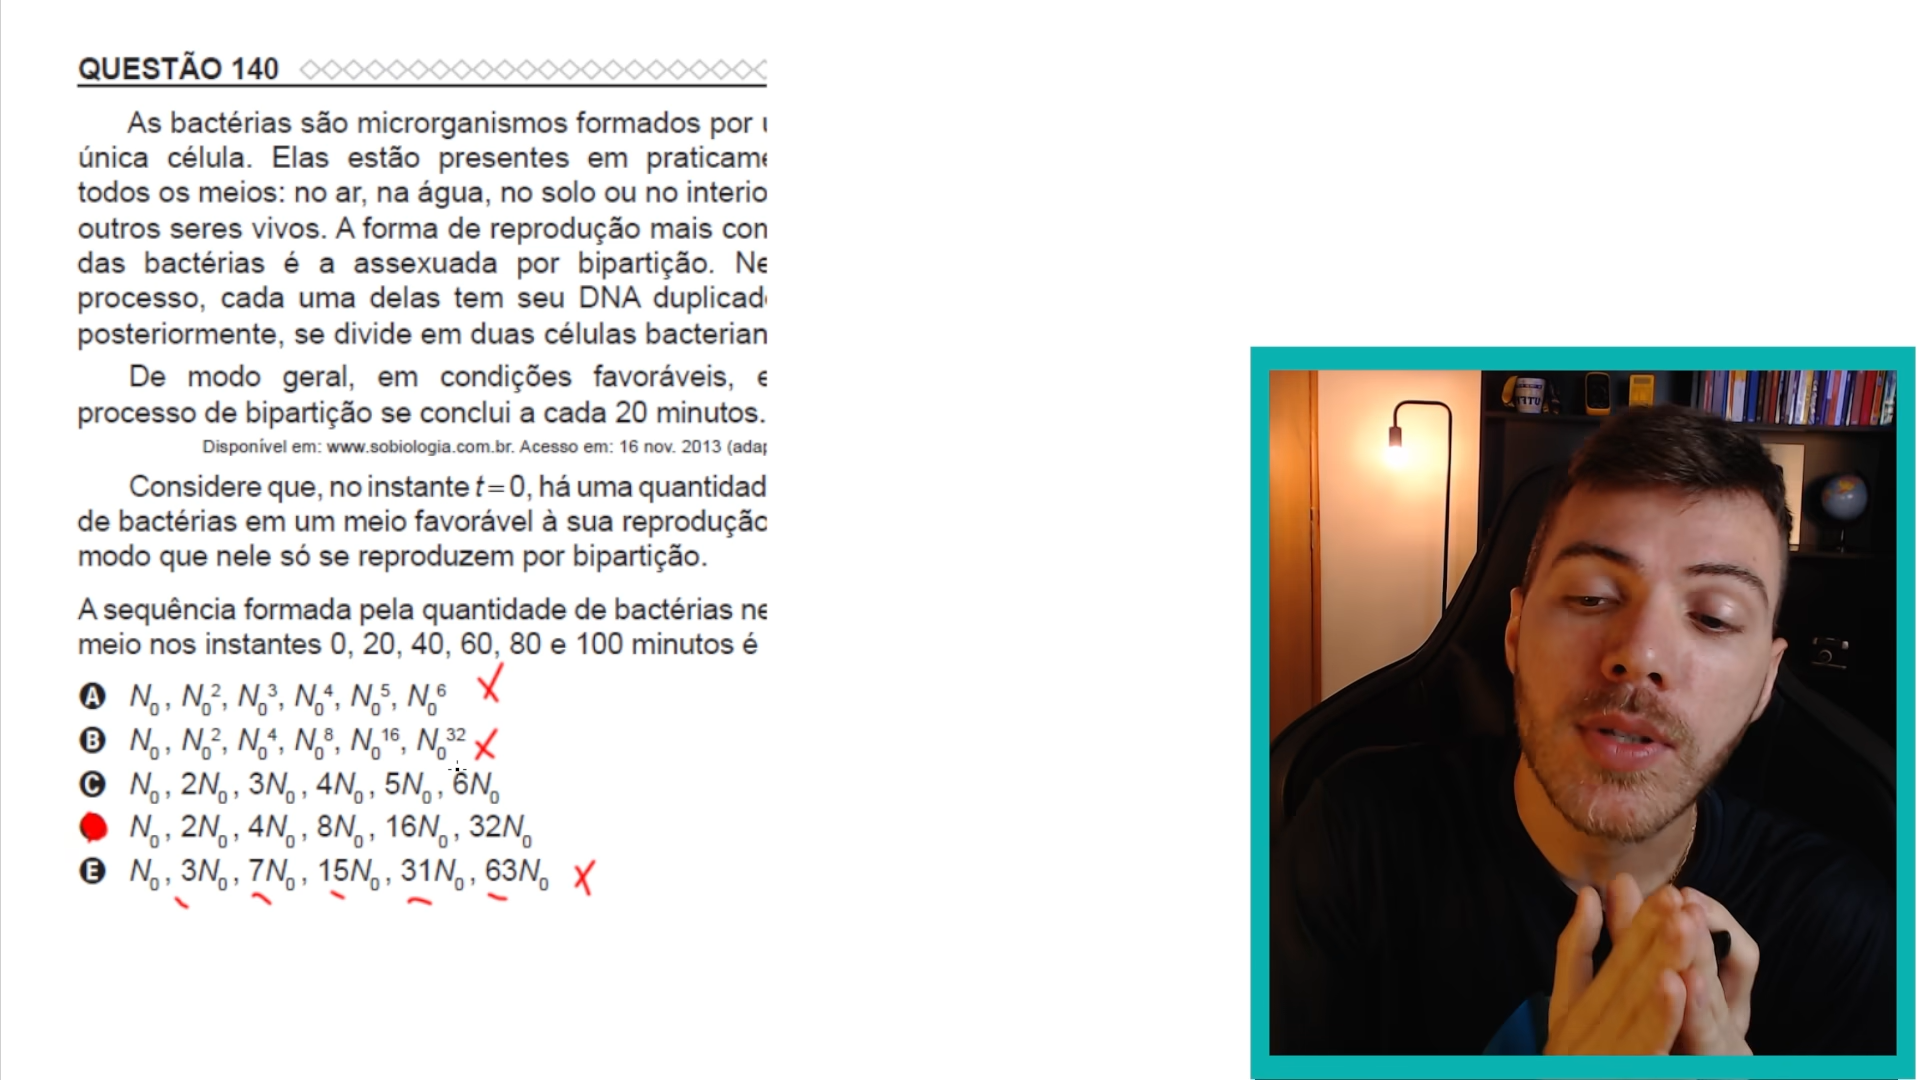 QUESTÃO 140
As bactérias são microrganismos formados por
única célula. Elas estão presentes em praticame
todos os meios: no ar, na água, no solo ou no interio
outros seres vivos. A forma de reprodução mais con
das bactérias é a assexuada por bipartição. Ne
processo, cada uma delas tem seu DNA duplicad
posteriormente, se divide em duas células bacterian
De modo geral, em condições favoráveis, e
processo de bipartição se conclui a cada 20 minutos.
Disponível em: www.sobiologia.com.br. Acesso em: 16 nov. 2013 (adap
Considere que, no instante t = 0, há uma quantidad
de bactérias em um meio favorável à sua reprodução
modo que nele só se reproduzem por bipartição.
A sequência formada pela quantidade de bactérias ne
meio nos instantes 0, 20, 40, 60, 80 e 100 minutos é
A N₀, N₀², N₀³, N₀⁴, N₀⁵, N₀⁶
B N₀, N₀², N₀⁴, N₀⁸, N₀¹⁶, N₀³²
C N₀, 2N₀, 3N₀, 4N₀, 5N₀, 6N₀
N₀, 2N₀, 4N₀, 8N₀, 16N₀, 32N₀
E N₀, 3N₀, 7N₀, 15N₀, 31N₀, 63N₀